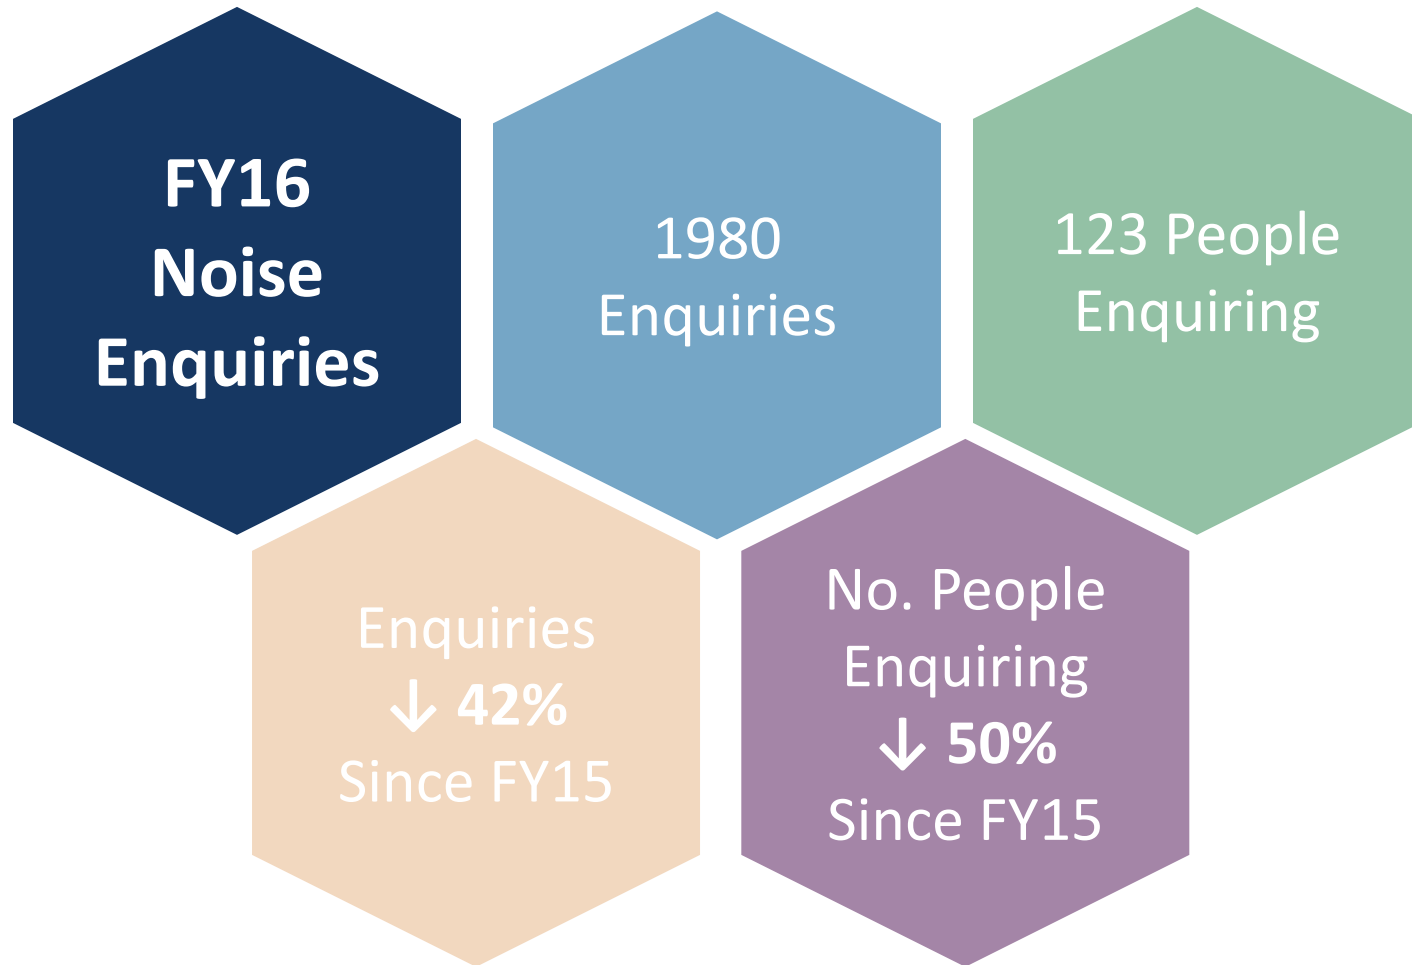 FY16
Noise
Enquiries
1980
Enquiries
123 People
Enquiring
Enquiries
↓ 42%
Since FY15
No. People
Enquiring
↓ 50%
Since FY15